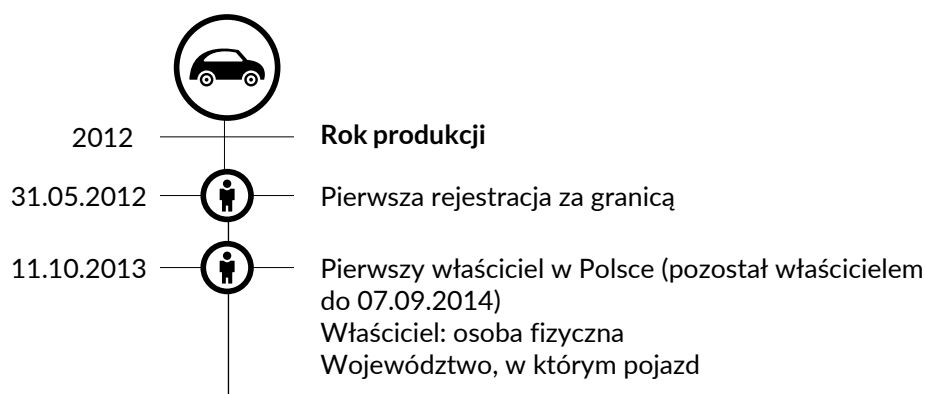 2012 Rok produkcji
31.05.2012 Pierwsza rejestracja za granicą
11.10.2013 Pierwszy właściciel w Polsce (pozostał właścicielem
do 07.09.2014)
Właściciel: osoba fizyczna
Województwo, w którym pojazd